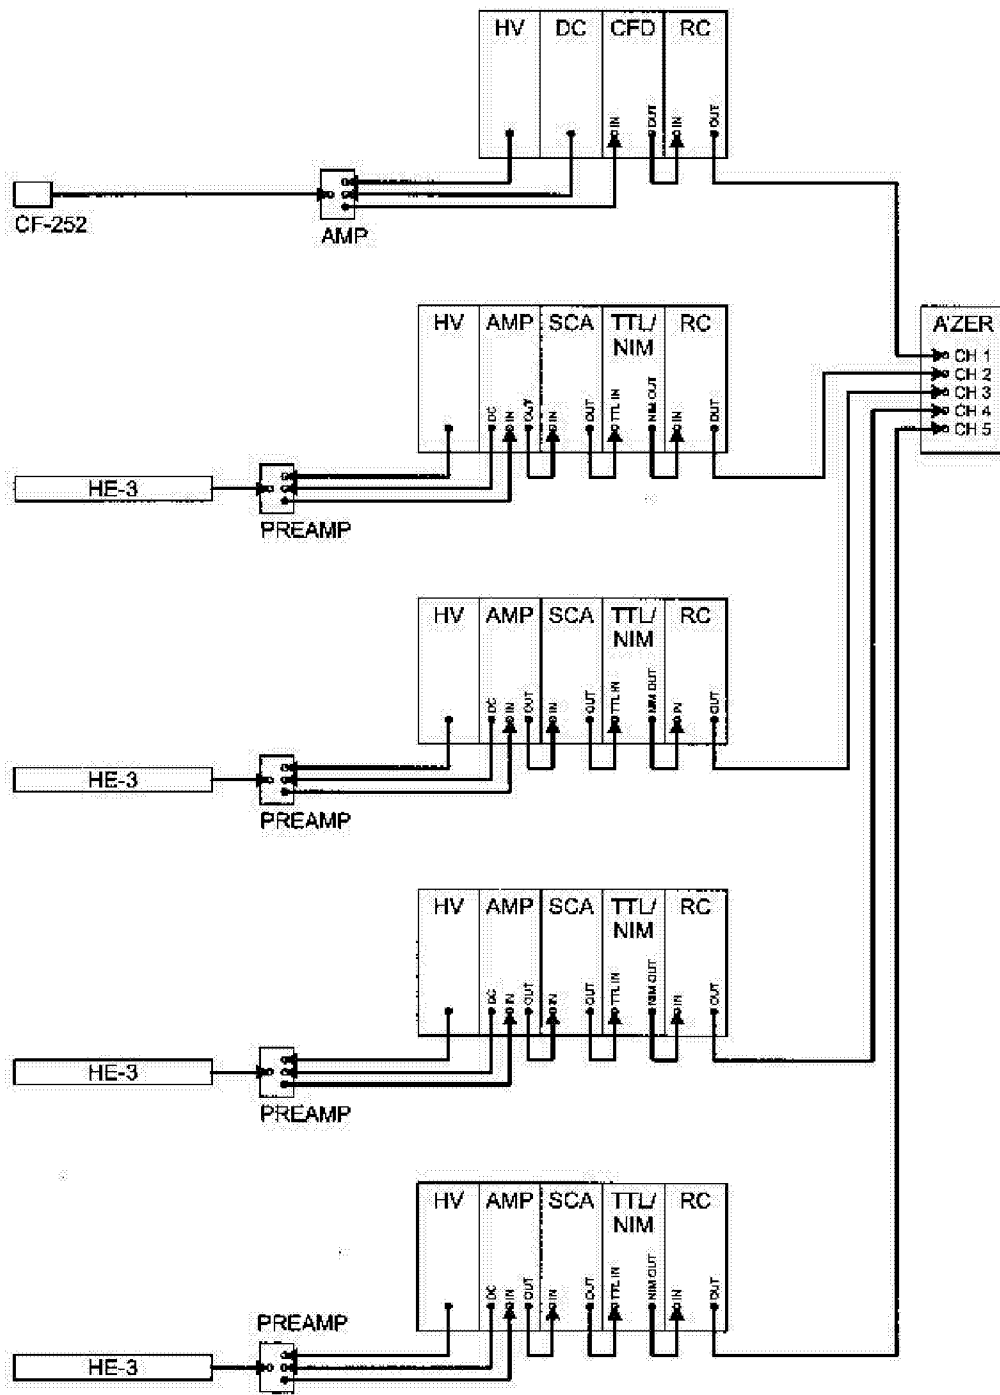 HV DC CFD RC
IN OUT IN OUT
CF-252
AMP
HV AMP SCA TTL/ NIM RC
DC IN OUT IN OUT TTL IN NIM OUT IN OUT
A'ZER
CH 1
CH 2
CH 3
CH 4
CH 5
HE-3
PREAMP
HV AMP SCA TTL/ NIM RC
DC IN OUT IN OUT TTL IN NIM OUT IN OUT
HE-3
PREAMP
HV AMP SCA TTL/ NIM RC
DC IN OUT IN OUT TTL IN NIM OUT IN OUT
HE-3
PREAMP
HV AMP SCA TTL/ NIM RC
DC IN OUT IN OUT TTL IN NIM OUT IN OUT
PREAMP
HE-3